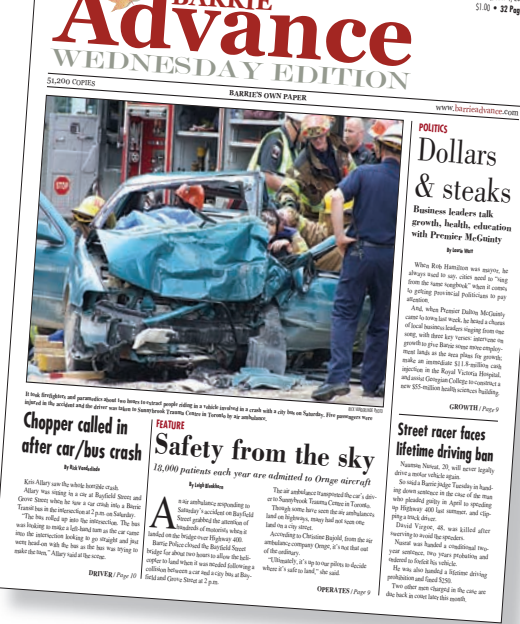 $1.00 • 32 Pag
BARRIE
Advance
WEDNESDAY EDITION
51,200 COPIES
BARRIE'S OWN PAPER
www.barrieadvance.com
STOP
It took firefighters and paramedics about two hours to extract people riding in a vehicle involved in a crash with a city bus on Saturday. Five passengers were
injured in the accident and the driver was taken to Sunnybrook Trauma Centre in Toronto by air ambulance.
POLITICS
Dollars
& steaks
Business leaders talk
growth, health, education
with Premier McGuinty
By Laurie Watt
When Rob Hamilton was mayor, he
always used to say, cities need to "sing
from the same songbook" when it comes
to getting provincial politicians to pay
attention.
And, when Premier Dalton McGuinty
came to town last week, he heard a chorus
of local business leaders singing from one
song, with three key verses: intervene on
growth to give Barrie some more employ-
ment lands as the area plans for growth;
make an immediate $11.8-million cash
injection in the Royal Victoria Hospital,
and assist Georgian College to construct a
new $55-million health sciences building.
GROWTH / Page 9
Chopper called in
after car/bus crash
By Rick Vanderlinde
Kris Allary saw the whole horrible crash.
Allary was sitting in a car at Bayfield Street and
Grove Street when he saw a car crash into a Barrie
Transit bus in the intersection at 2 p.m. on Saturday.
"The bus rolled up into the intersection. The bus
was looking to make a left-hand turn as the car came
into the intersection looking to go straight and just
went head-on with the bus as the bus was trying to
make the turn," Allary said at the scene.
DRIVER / Page 10
FEATURE
Safety from the sky
18,000 patients each year are admitted to Ornge aircraft
By Leigh Blenkhorn
An air ambulance responding to
Saturday's accident on Bayfield
Street grabbed the attention of
hundreds of motorists, when it
landed on the bridge over Highway 400.
Barrie Police closed the Bayfield Street
bridge for about two hours to allow the heli-
copter to land when it was needed following a
collision between a car and a city bus at Bay-
field and Grove Street at 2 p.m.
The air ambulance transported the car's driv-
er to Sunnybrook Trauma Centre in Toronto.
Though some have seen the air ambulances
land on highways, many had not seen one
land on a city street.
According to Christine Bujold, from the air
ambulance company Ornge, it's not that out
of the ordinary.
"Ultimately, it's up to our pilots to decide
where it's safe to land," she said.
OPERATES / Page 9
Street racer faces
lifetime driving ban
Nauman Nusrat, 20, will never legally
drive a motor vehicle again.
So said a Barrie judge Tuesday in hand-
ing down sentence in the case of the man
who pleaded guilty in April to speeding
up Highway 400 last summer, and clip-
ping a truck driver.
David Virgoe, 48, was killed after
swerving to avoid the speeders.
Nusrat was handed a conditional two-
year sentence, two years probation and
ordered to forfeit his vehicle.
He was also handed a lifetime driving
prohibition and fined $250.
Two other men charged in the case are
due back in court later this month.